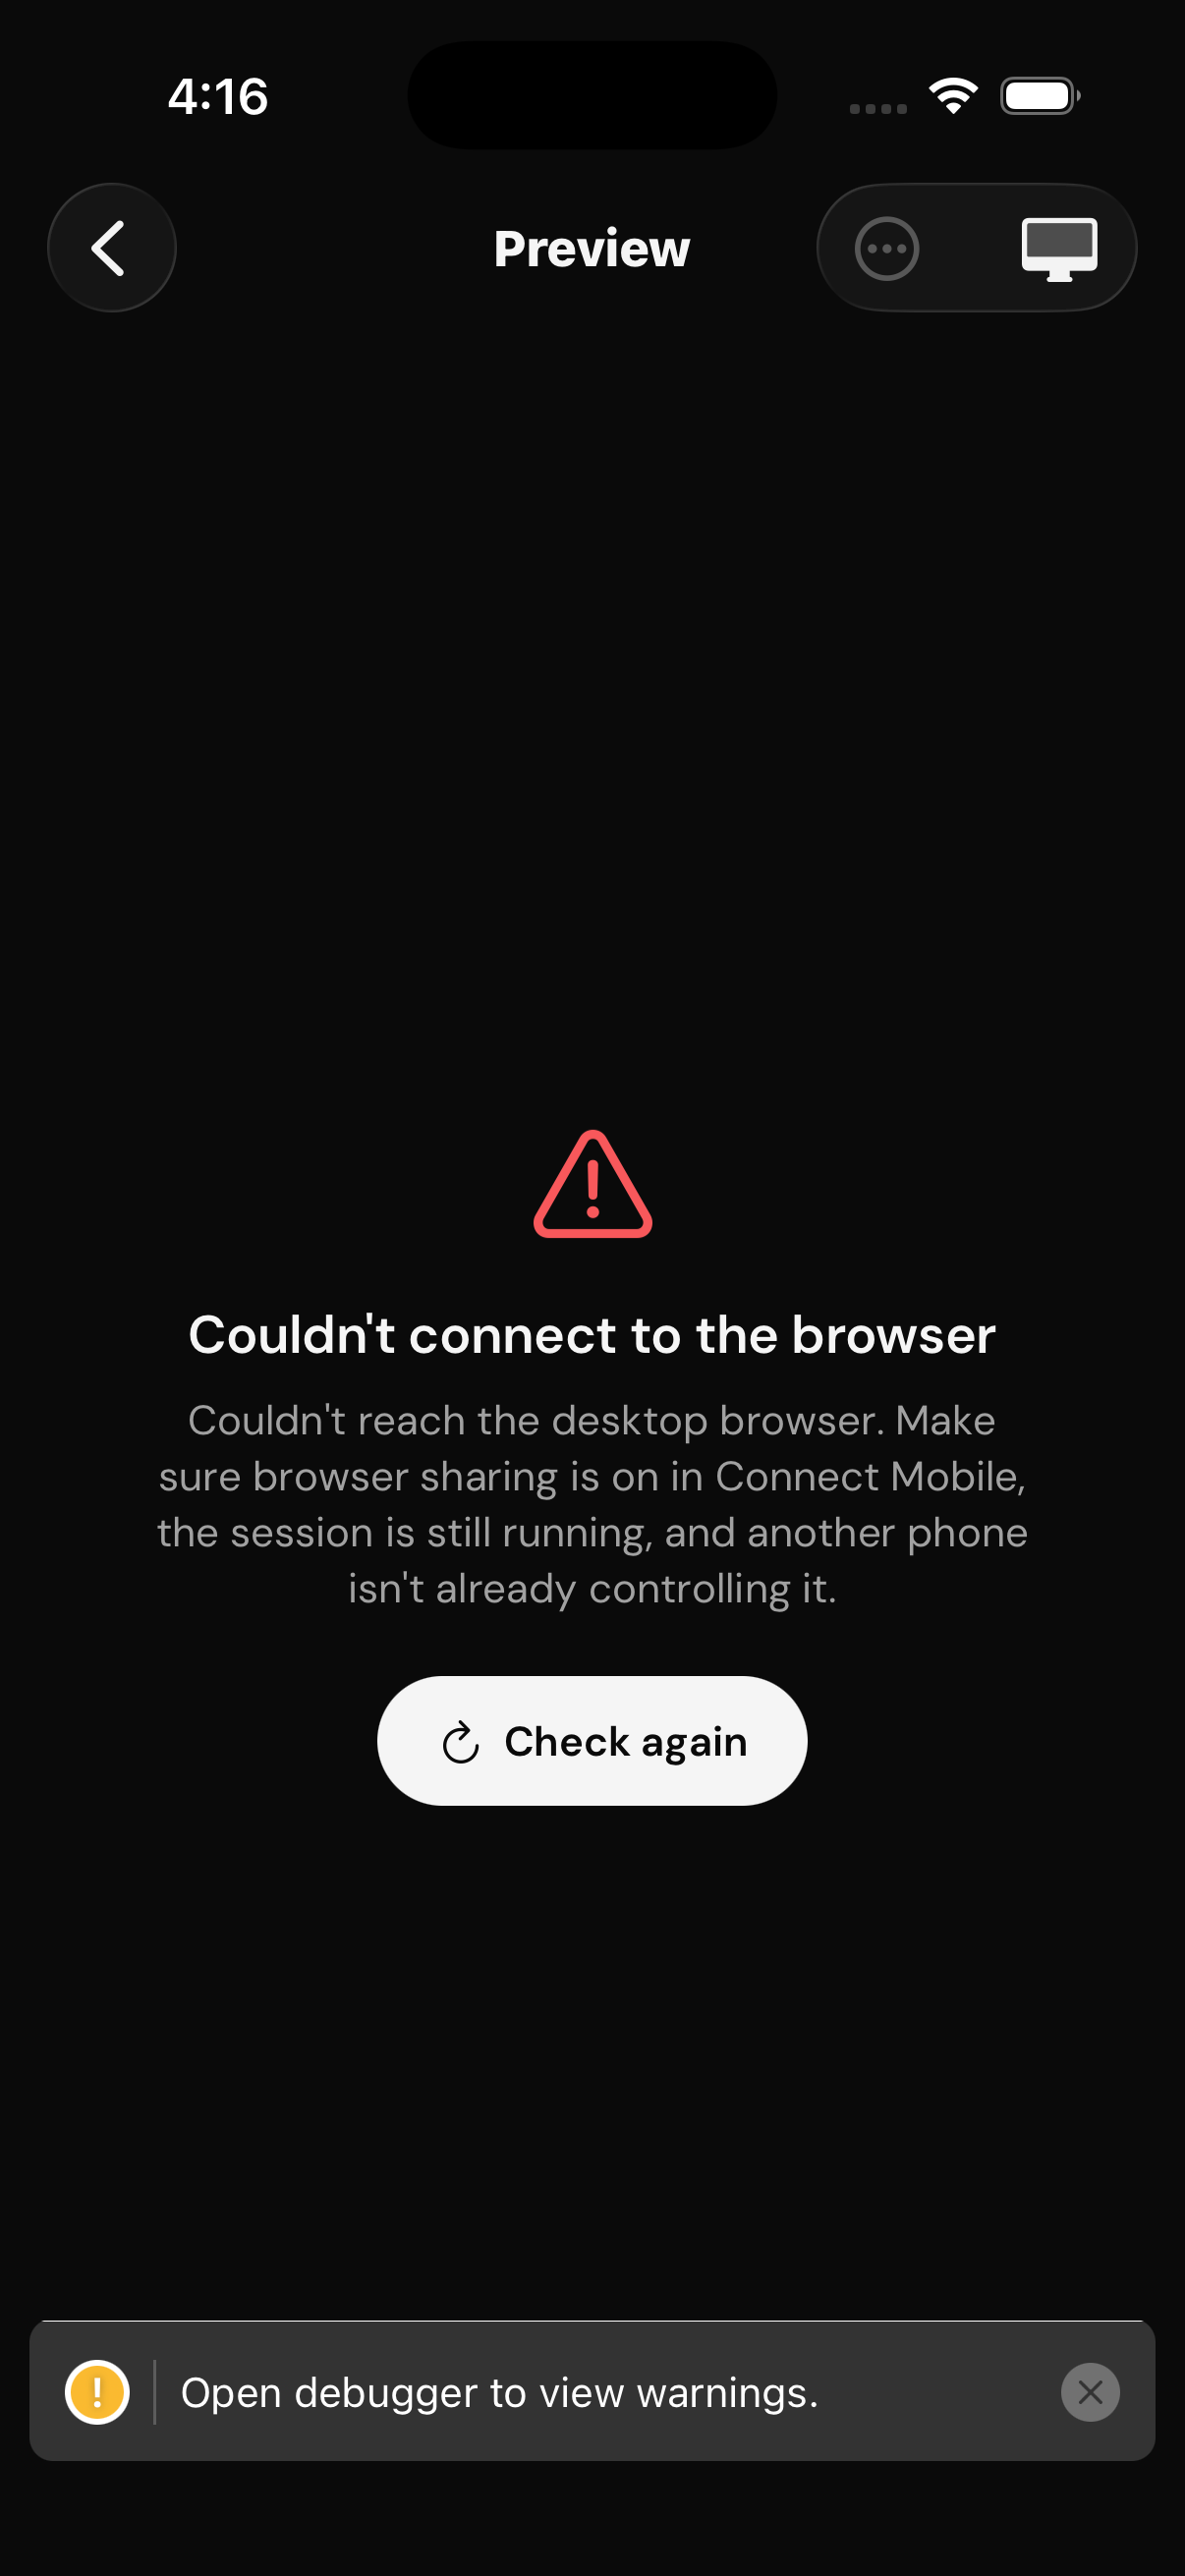 4:16
Preview
Couldn't connect to the browser
Couldn't reach the desktop browser. Make
sure browser sharing is on in Connect Mobile,
the session is still running, and another phone
isn't already controlling it.
Check again
Open debugger to view warnings.